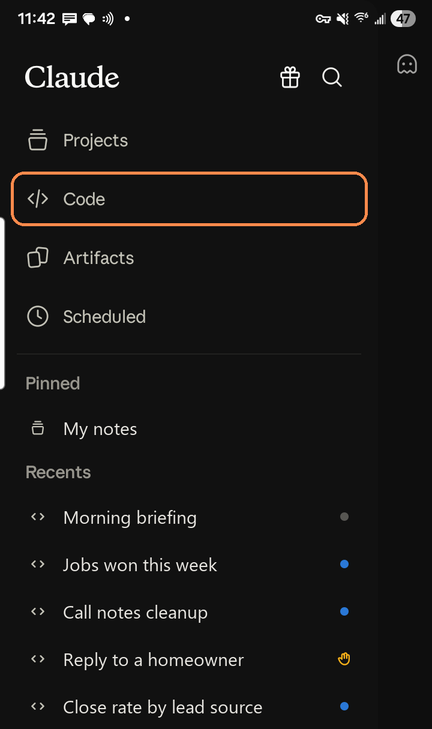 11:42
47
Claude
Projects
Code
Artifacts
Scheduled
Pinned
My notes
Recents
Morning briefing
Jobs won this week
Call notes cleanup
Reply to a homeowner
Close rate by lead source